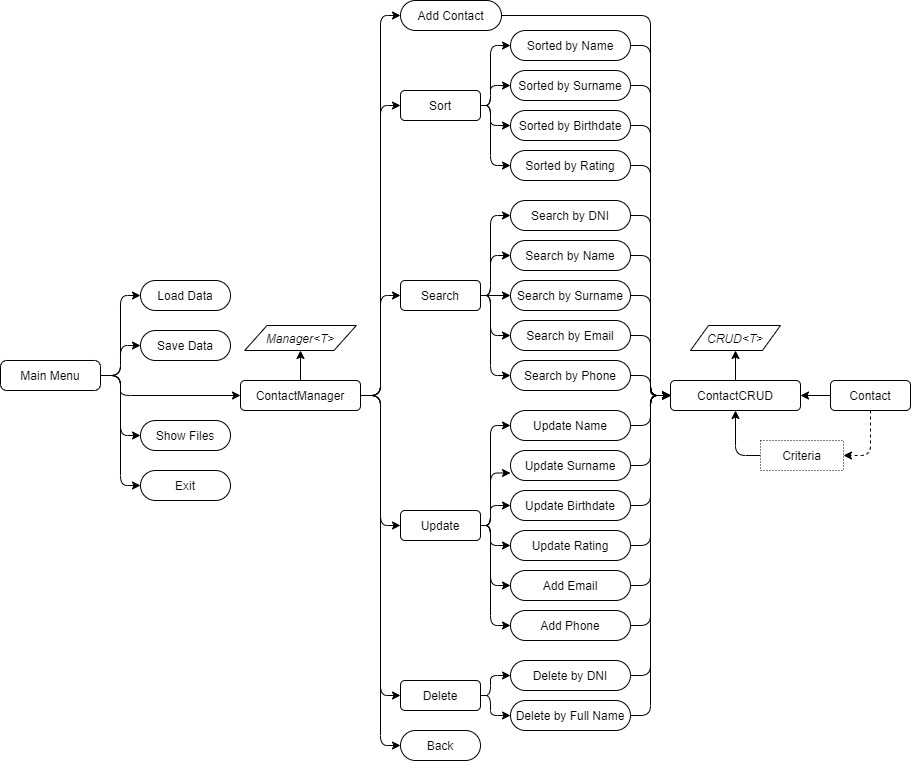 Main Menu
Load Data
Save Data
Manager<T>
ContactManager
Show Files
Exit
Add Contact
Sort
Sorted by Name
Sorted by Surname
Sorted by Birthdate
Sorted by Rating
Search
Search by DNI
Search by Name
Search by Surname
Search by Email
Search by Phone
Update
Update Name
Update Surname
Update Birthdate
Update Rating
Add Email
Add Phone
Delete
Delete by DNI
Delete by Full Name
Back
CRUD<T>
ContactCRUD
Contact
Criteria